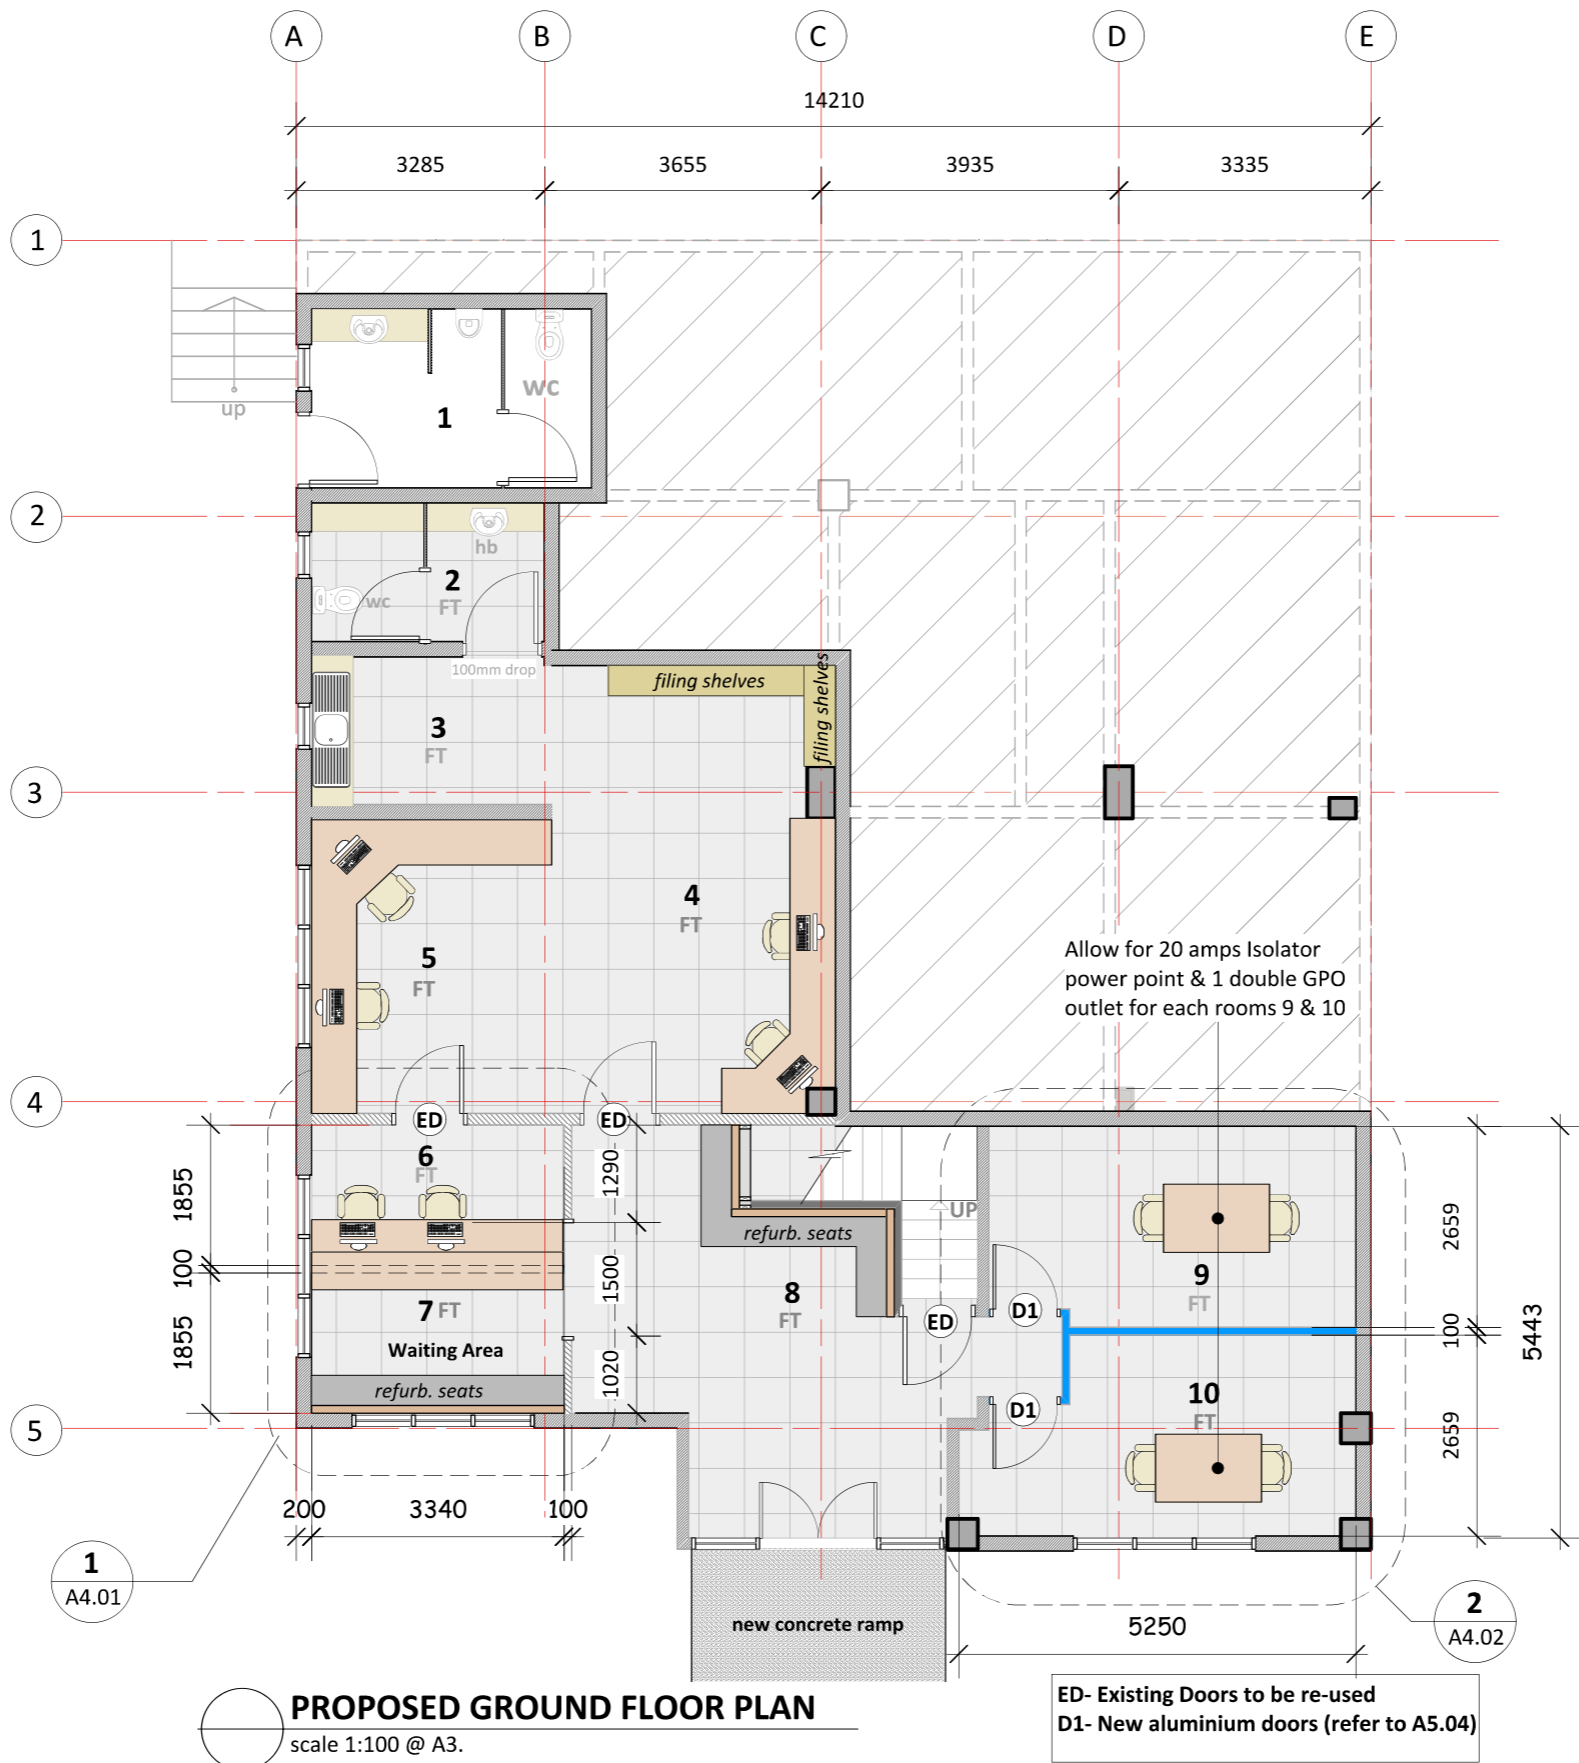 A
B
C
D
E
14210
3285
3655
3935
3335
1
up
WC
1
2
hb
2
wc
FT
100mm drop
filing shelves
filing shelves
3
FT
3
4
FT
5
FT
Allow for 20 amps Isolator
power point & 1 double GPO
outlet for each rooms 9 & 10
4
ED
ED
6
FT
1855
1290
2659
UP
refurb. seats
100
1500
8
FT
9
FT
7 FT
D1
ED
100
5443
Waiting Area
1855
1020
refurb. seats
10
FT
D1
2659
5
200
3340
100
1
A4.01
new concrete ramp
5250
2
A4.02
PROPOSED GROUND FLOOR PLAN
scale 1:100 @ A3.
ED- Existing Doors to be re-used
D1- New aluminium doors (refer to A5.04)